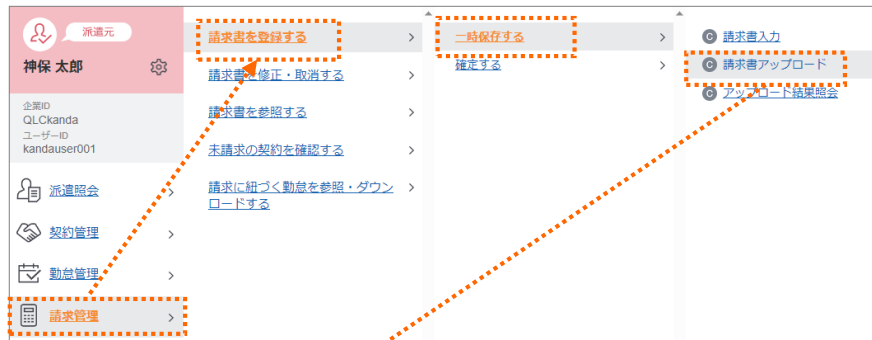 派遣元
神保 太郎
企業ID
QLCkanda
ユーザーID
kandauser001
派遣照会
契約管理
勤怠管理
請求管理
請求書を登録する
請求書を修正・取消する
請求書を参照する
未請求の契約を確認する
請求に紐づく勤怠を参照・ダウン
ロードする
一時保存する
確定する
C 請求書入力
C 請求書アップロード
C アップロード結果照会